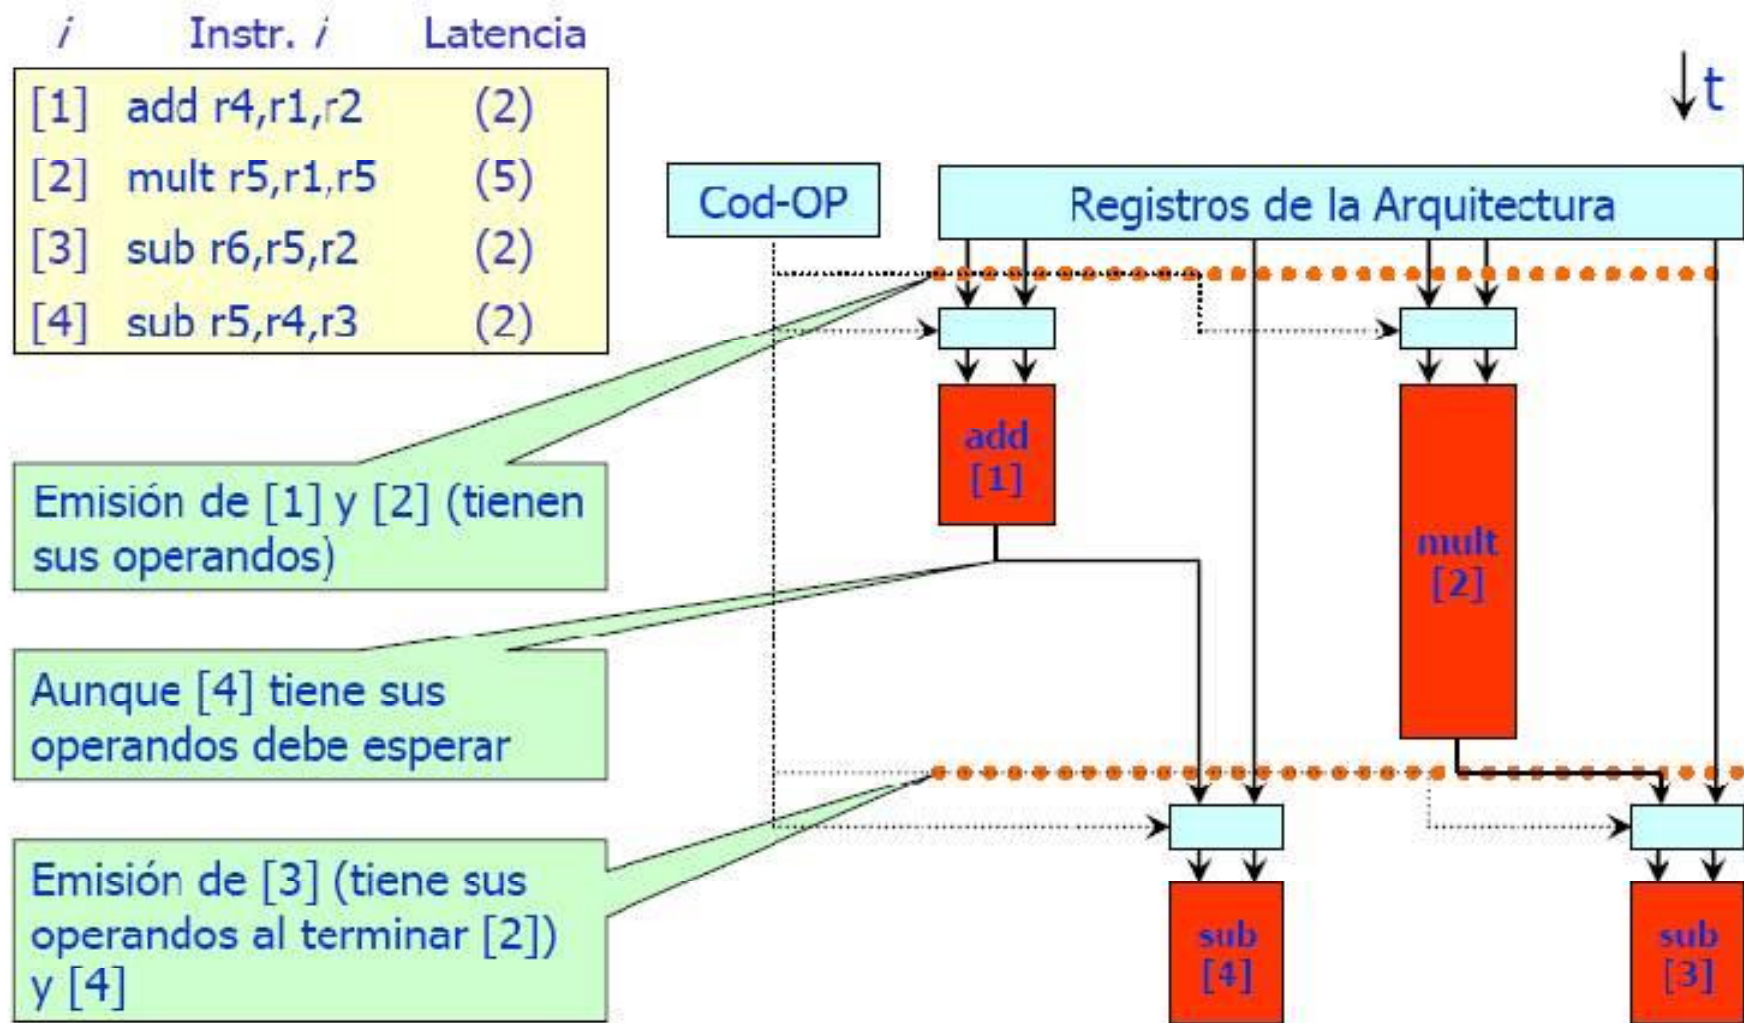 i Instr. i Latencia
[1] add r4,r1,r2 (2)
[2] mult r5,r1,r5 (5)
[3] sub r6,r5,r2 (2)
[4] sub r5,r4,r3 (2)
t
Cod-OP
Registros de la Arquitectura
add
[1]
mult
[2]
Emisión de [1] y [2] (tienen
sus operandos)
Aunque [4] tiene sus
operandos debe esperar
Emisión de [3] (tiene sus
operandos al terminar [2])
y [4]
sub
[4]
sub
[3]